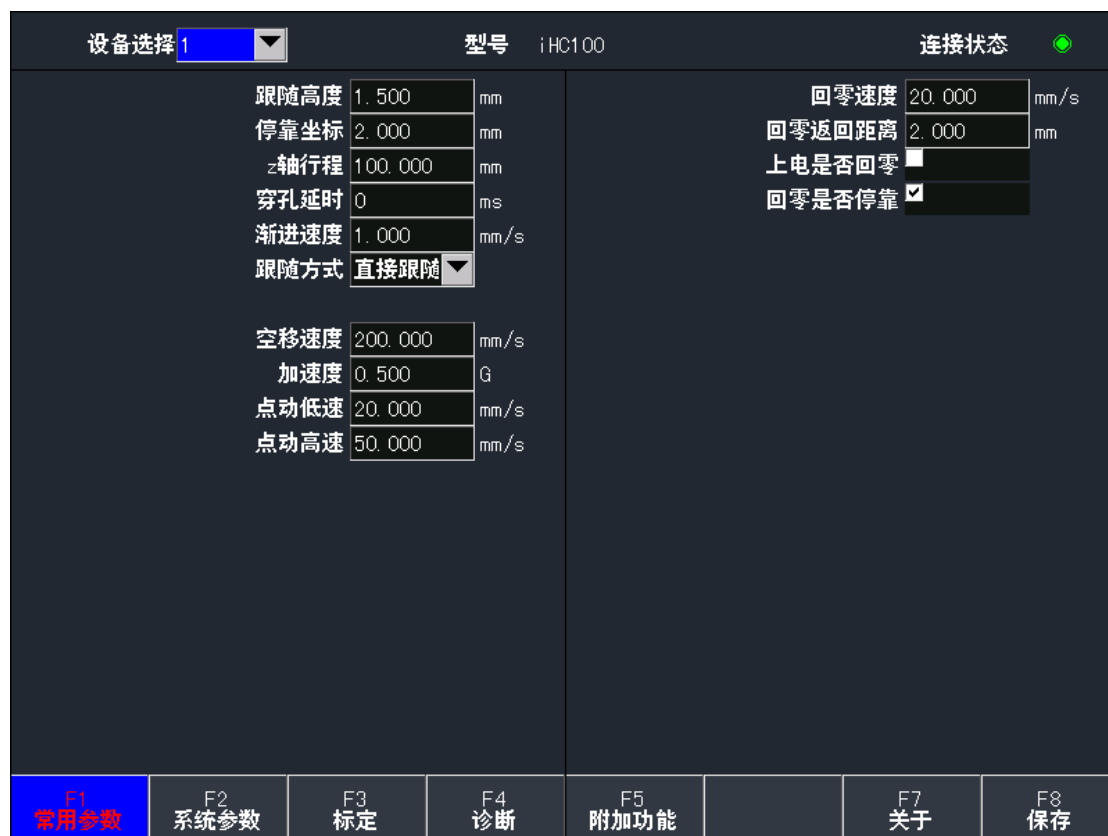 设备选择 1 型号 iHC100 连接状态
跟随高度 1.500 mm
停靠坐标 2.000 mm
z轴行程 100.000 mm
穿孔延时 0 ms
渐进速度 1.000 mm/s
跟随方式 直接跟随
空移速度 200.000 mm/s
加速度 0.500 G
点动低速 20.000 mm/s
点动高速 50.000 mm/s
回零速度 20.000 mm/s
回零返回距离 2.000 mm
上电是否回零
回零是否停靠
F1 F2 F3 F4 F5 F7 F8
常用参数 系统参数 标定 诊断 附加功能 关于 保存